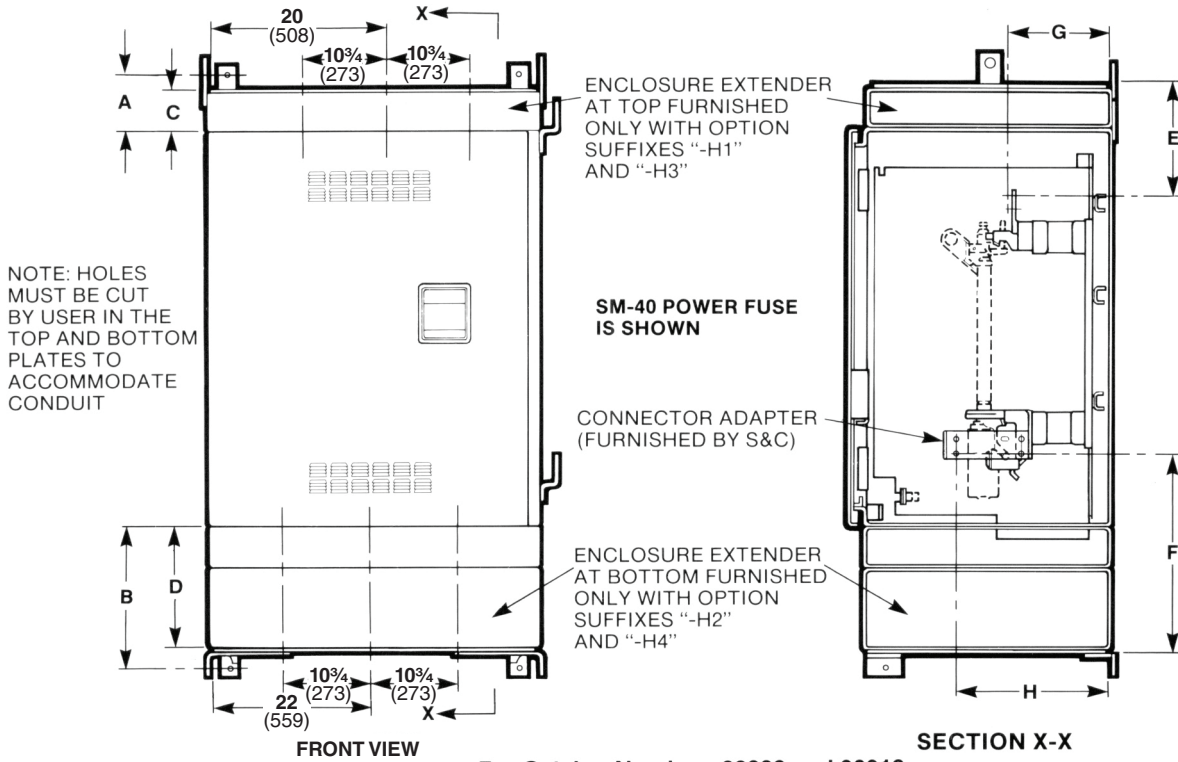 20
(508)
X
10¾
(273)
10¾
(273)
A
C
G
E
ENCLOSURE EXTENDER
AT TOP FURNISHED
ONLY WITH OPTION
SUFFIXES “-H1”
AND “-H3”
NOTE: HOLES
MUST BE CUT
BY USER IN THE
TOP AND BOTTOM
PLATES TO
ACCOMMODATE
CONDUIT
SM-40 POWER FUSE
IS SHOWN
CONNECTOR ADAPTER
(FURNISHED BY S&C)
ENCLOSURE EXTENDER
AT BOTTOM FURNISHED
ONLY WITH OPTION
SUFFIXES “-H2”
AND “-H4”
B
D
F
H
10¾
(273)
10¾
(273)
22
(559)
X
FRONT VIEW
SECTION X-X